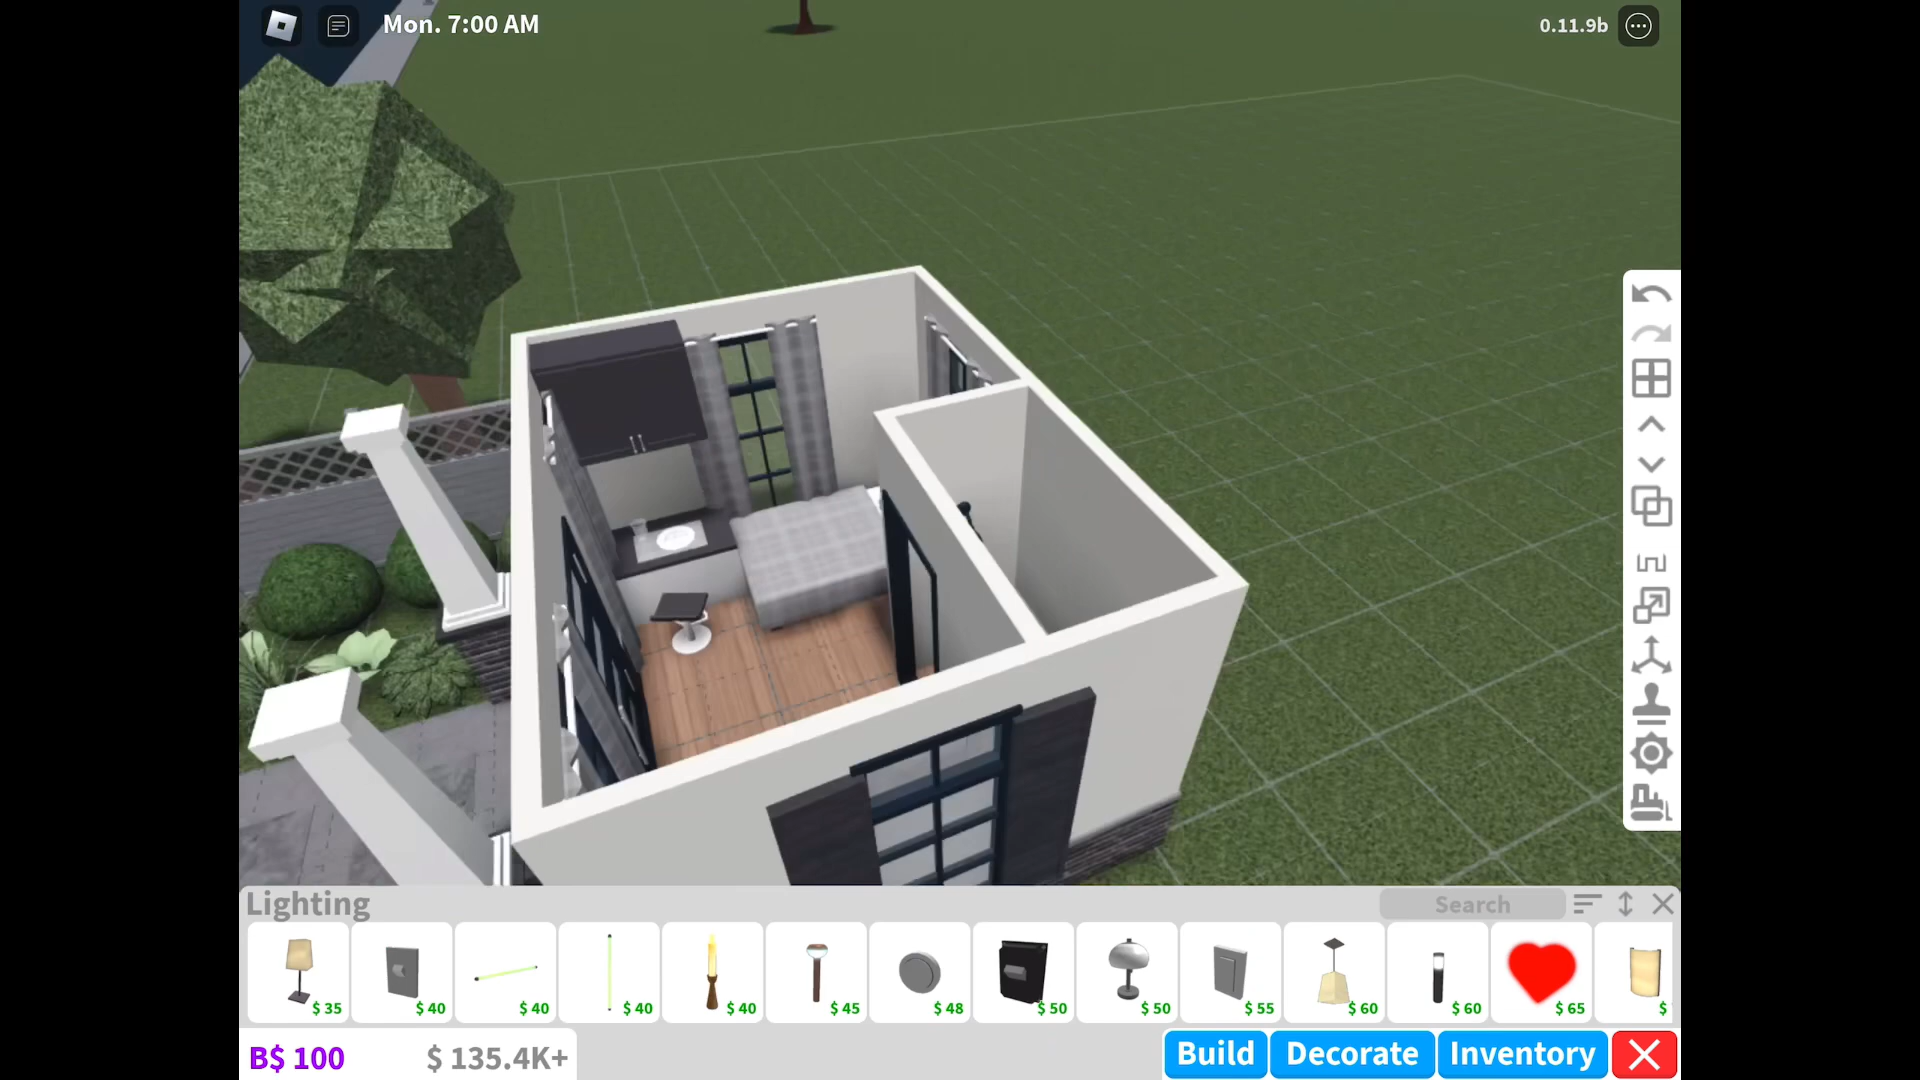 Mon. 7:00 AM
0.11.9b
Lighting
Search
$ 35
$ 40
$ 40
$ 40
$ 40
$ 45
$ 48
$ 50
$ 50
$ 55
$ 60
$ 60
$ 65
$
B$ 100
$ 135.4K+
Build
Decorate
Inventory